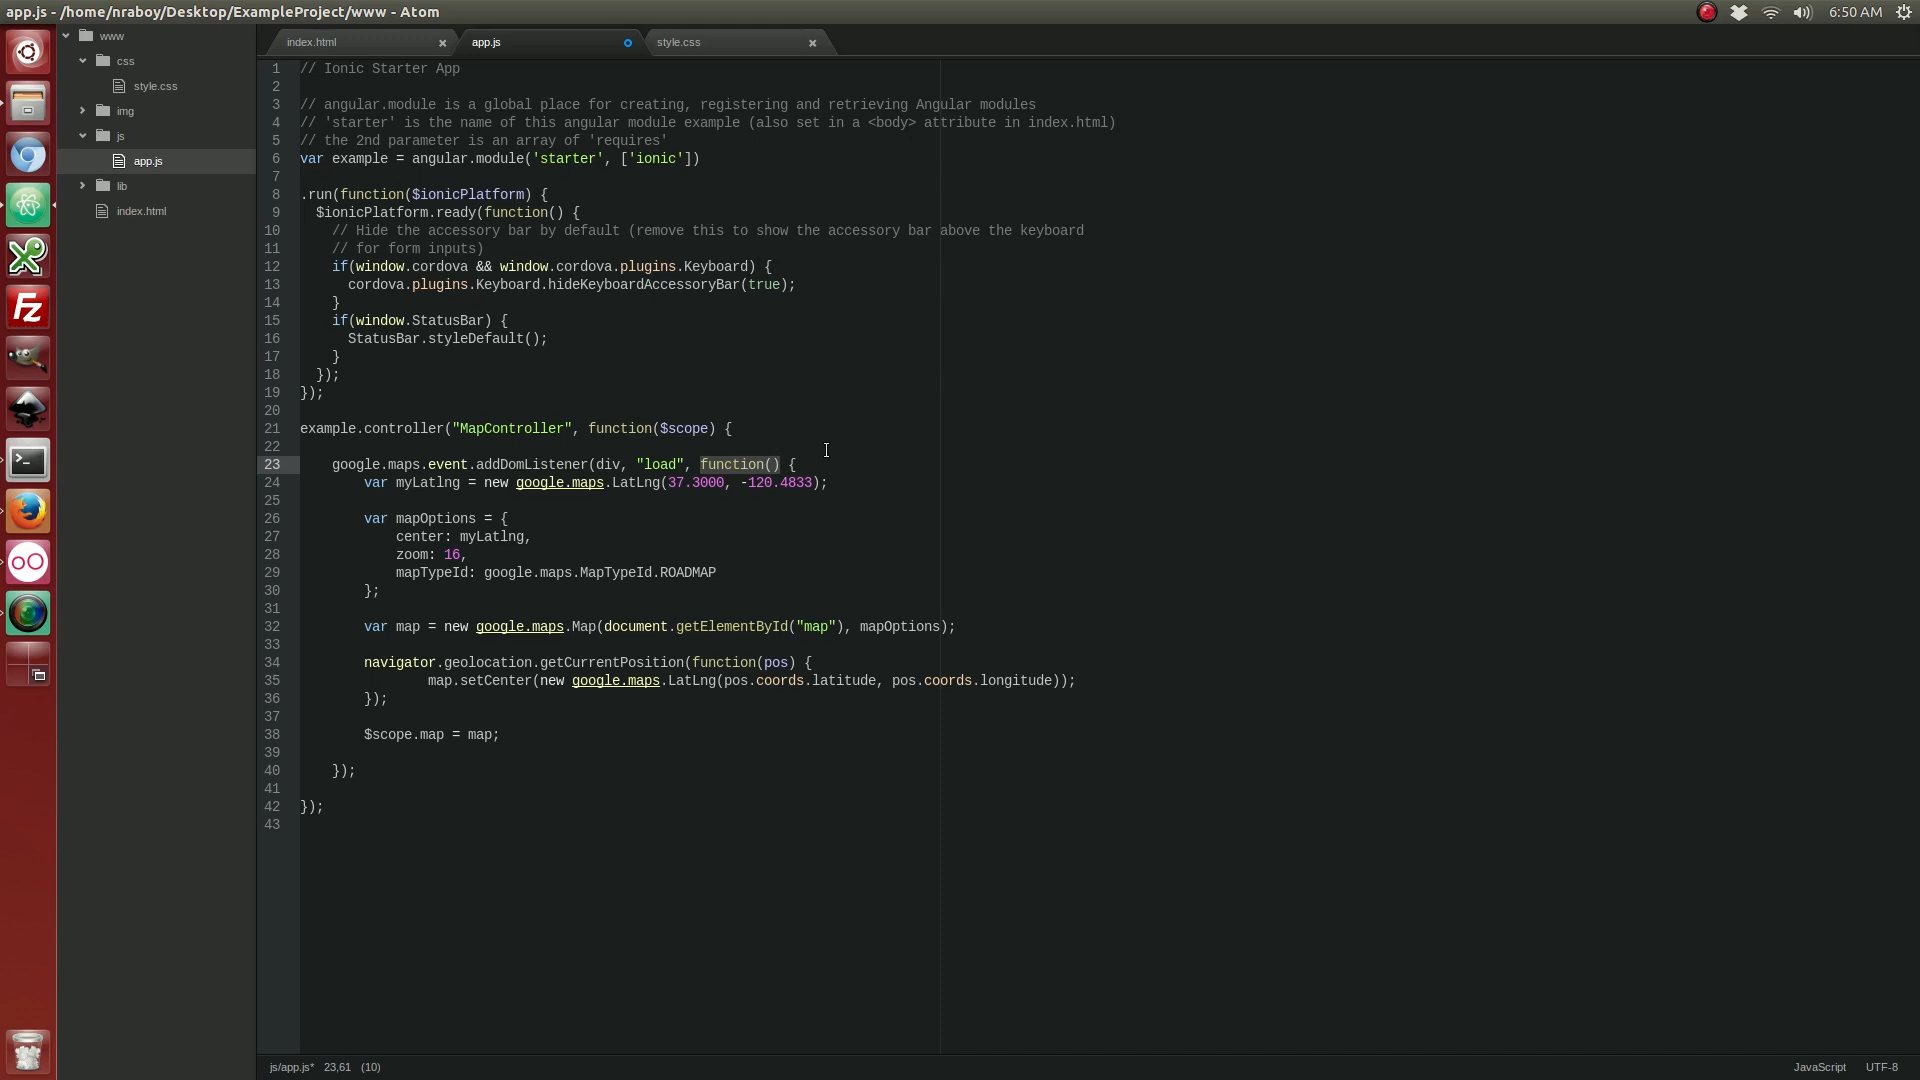 app.js - /home/nraboy/Desktop/ExampleProject/www - Atom
6:50 AM
www
css
style.css
img
js
app.js
lib
index.html
index.html
app.js
style.css
1 // Ionic Starter App
2
3 // angular.module is a global place for creating, registering and retrieving Angular modules
4 // 'starter' is the name of this angular module example (also set in a <body> attribute in index.html)
5 // the 2nd parameter is an array of 'requires'
6 var example = angular.module('starter', ['ionic'])
7
8 .run(function($ionicPlatform) {
9 $ionicPlatform.ready(function() {
10 // Hide the accessory bar by default (remove this to show the accessory bar above the keyboard
11 // for form inputs)
12 if(window.cordova && window.cordova.plugins.Keyboard) {
13 cordova.plugins.Keyboard.hideKeyboardAccessoryBar(true);
14 }
15 if(window.StatusBar) {
16 StatusBar.styleDefault();
17 }
18 });
19 });
20
21 example.controller("MapController", function($scope) {
22
23 google.maps.event.addDomListener(div, "load", function() {
24 var myLatlng = new google.maps.LatLng(37.3000, -120.4833);
25
26 var mapOptions = {
27 center: myLatlng,
28 zoom: 16,
29 mapTypeId: google.maps.MapTypeId.ROADMAP
30 };
31
32 var map = new google.maps.Map(document.getElementById("map"), mapOptions);
33
34 navigator.geolocation.getCurrentPosition(function(pos) {
35 map.setCenter(new google.maps.LatLng(pos.coords.latitude, pos.coords.longitude));
36 });
37
38 $scope.map = map;
39
40 });
41
42 });
43
js/app.js* 23,61 (10)
JavaScript UTF-8